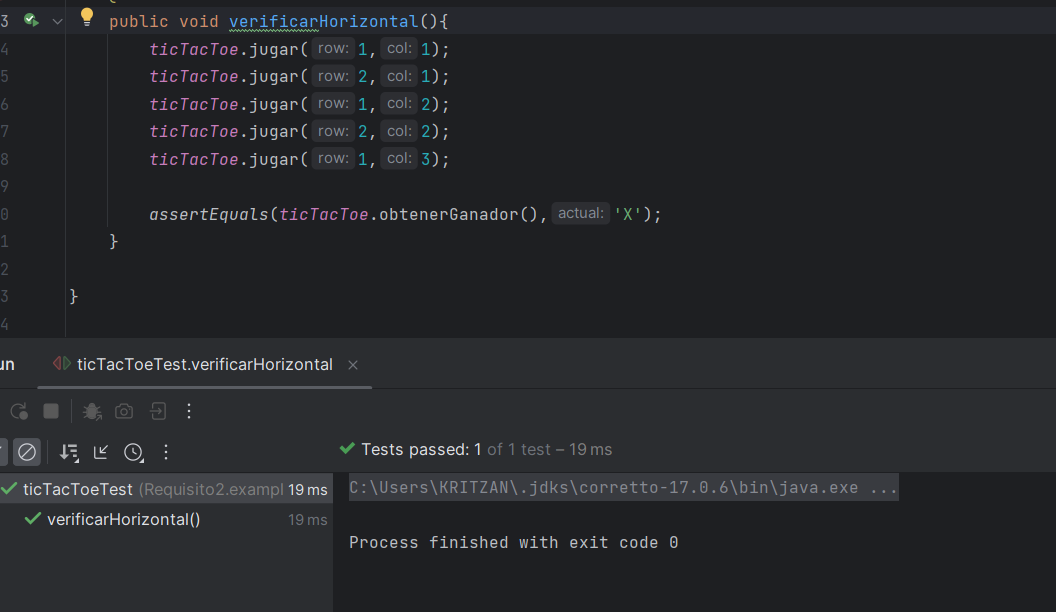 3 public void verificarHorizontal(){
4 ticTacToe.jugar( row: 1, col: 1);
5 ticTacToe.jugar( row: 2, col: 1);
6 ticTacToe.jugar( row: 1, col: 2);
7 ticTacToe.jugar( row: 2, col: 2);
8 ticTacToe.jugar( row: 1, col: 3);
9
0 assertEquals(ticTacToe.obtenerGanador(), actual: 'X');
1 }
2
3 }
4
un ticTacToeTest.verificarHorizontal
Tests passed: 1 of 1 test – 19 ms
ticTacToeTest (Requisito2.exampl 19 ms
C:\Users\KRITZAN\.jdks\corretto-17.0.6\bin\java.exe ...
verificarHorizontal() 19 ms
Process finished with exit code 0